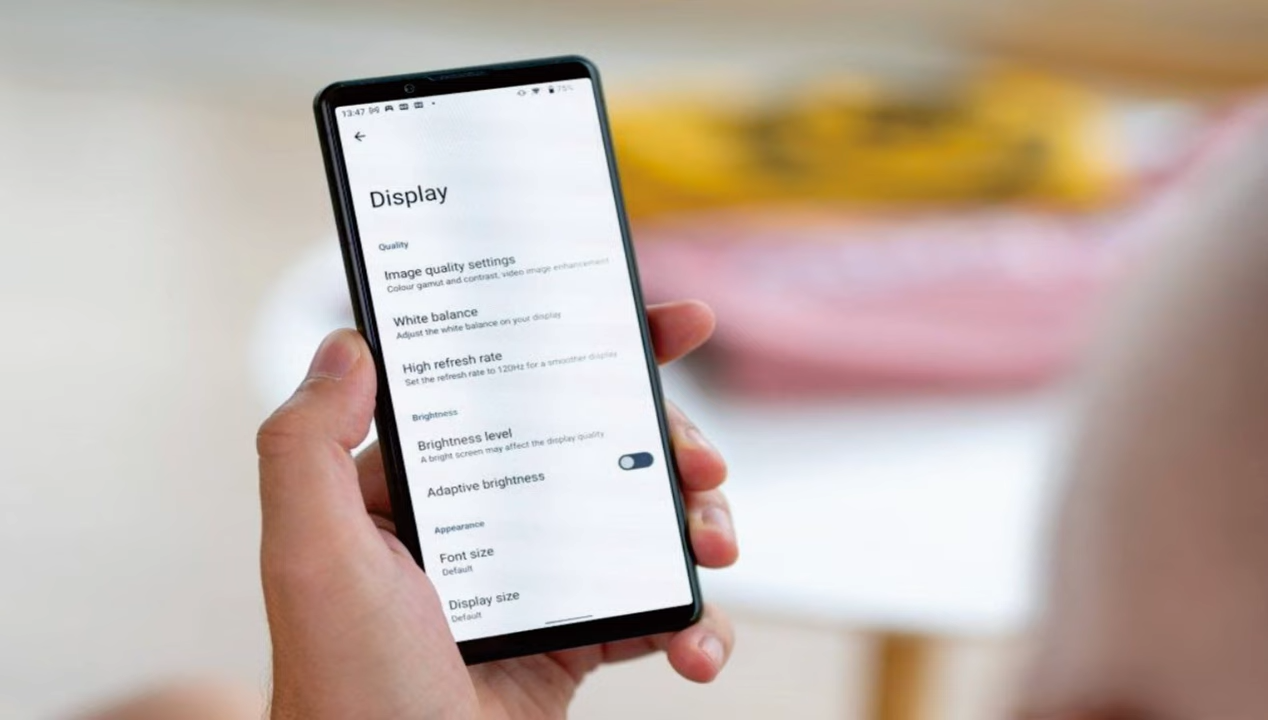 13:47
75%
Display
Quality
Image quality settings
Colour gamut and contrast, video image enhancement
White balance
Adjust the white balance on your display
High refresh rate
Set the refresh rate to 120Hz for a smoother display
Brightness
Brightness level
A bright screen may affect the display quality
Adaptive brightness
Appearance
Font size
Default
Display size
Default